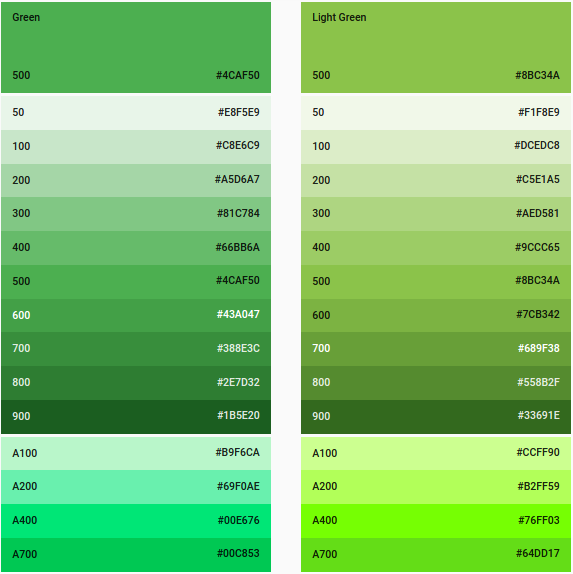 Green
500 #4CAF50
50 #E8F5E9
100 #C8E6C9
200 #A5D6A7
300 #81C784
400 #66BB6A
500 #4CAF50
600 #43A047
700 #388E3C
800 #2E7D32
900 #1B5E20
A100 #B9F6CA
A200 #69F0AE
A400 #00E676
A700 #00C853
Light Green
500 #8BC34A
50 #F1F8E9
100 #DCEDC8
200 #C5E1A5
300 #AED581
400 #9CCC65
500 #8BC34A
600 #7CB342
700 #689F38
800 #558B2F
900 #33691E
A100 #CCFF90
A200 #B2FF59
A400 #76FF03
A700 #64DD17